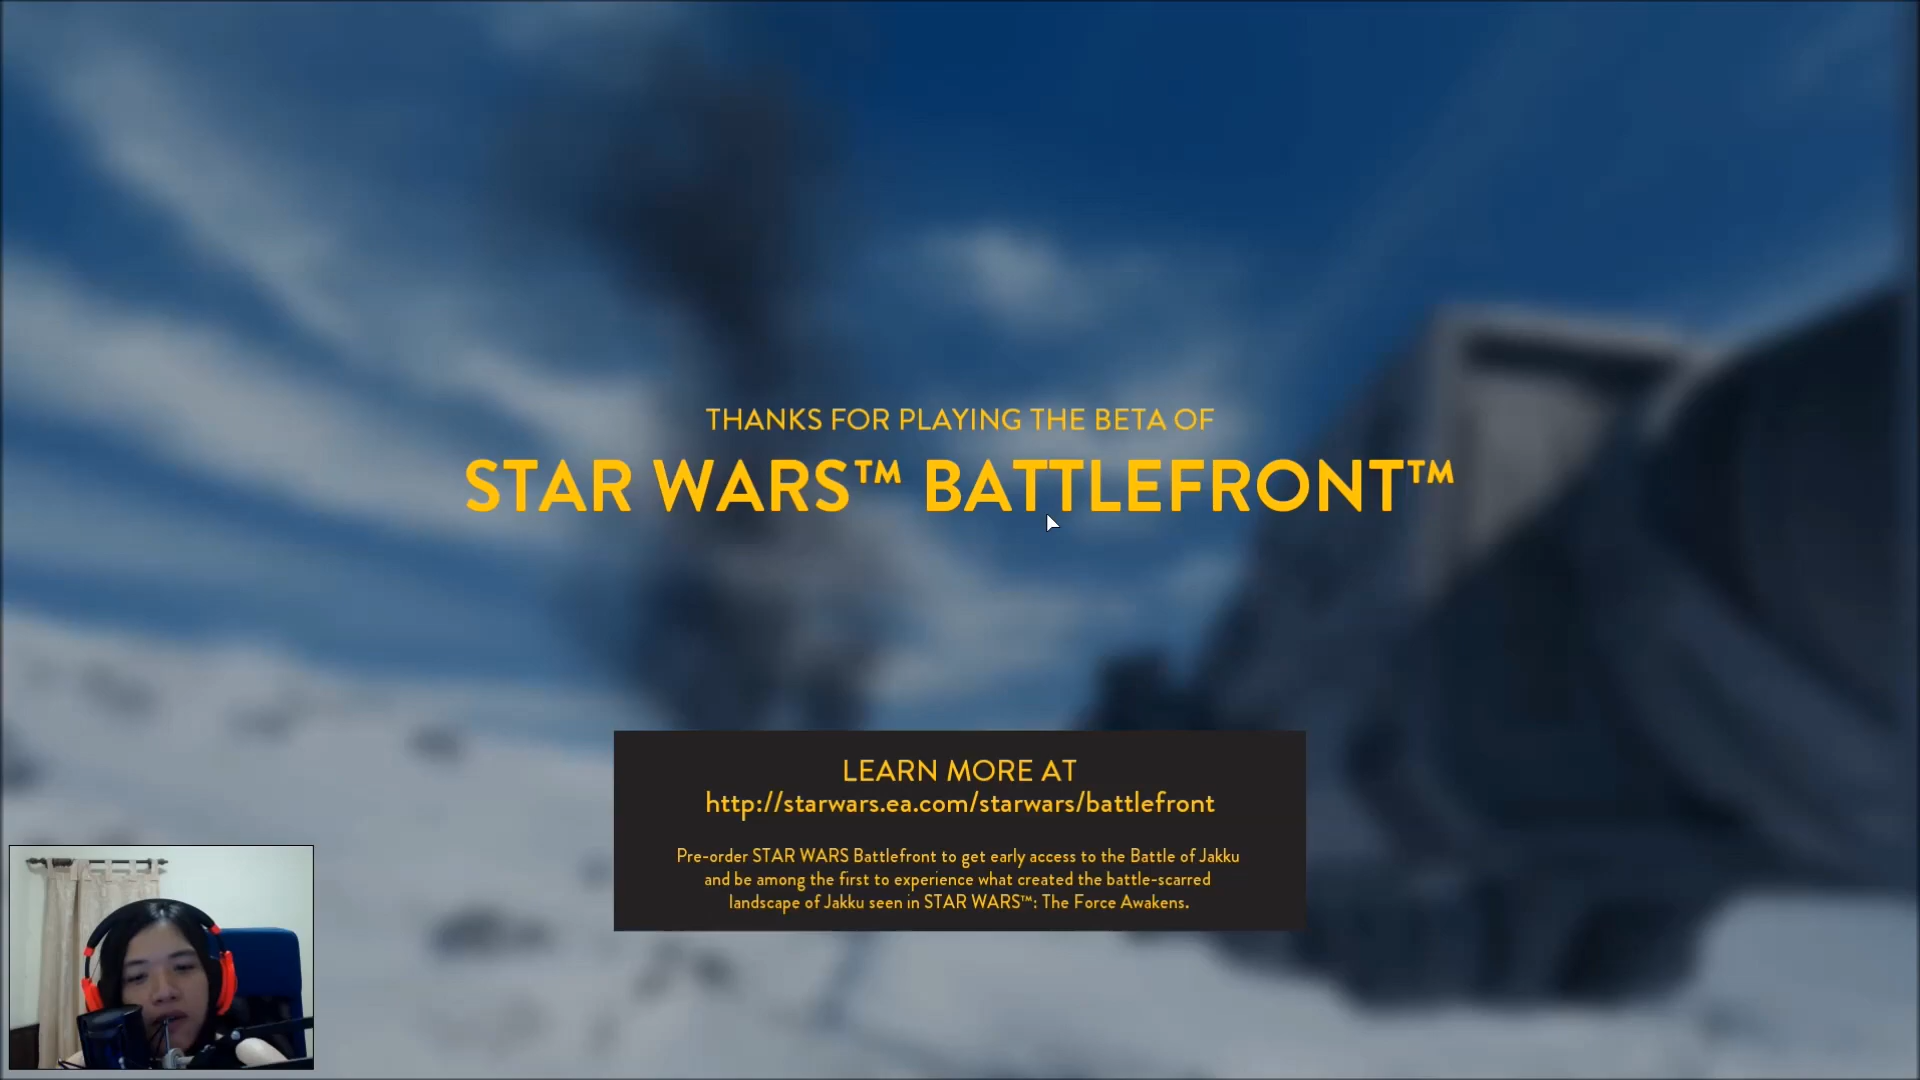 THANKS FOR PLAYING THE BETA OF
STAR WARS™ BATTLEFRONT™
LEARN MORE AT
http://starwars.ea.com/starwars/battlefront
Pre-order STAR WARS Battlefront to get early access to the Battle of Jakku
and be among the first to experience what created the battle-scarred
landscape of Jakku seen in STAR WARS™: The Force Awakens.